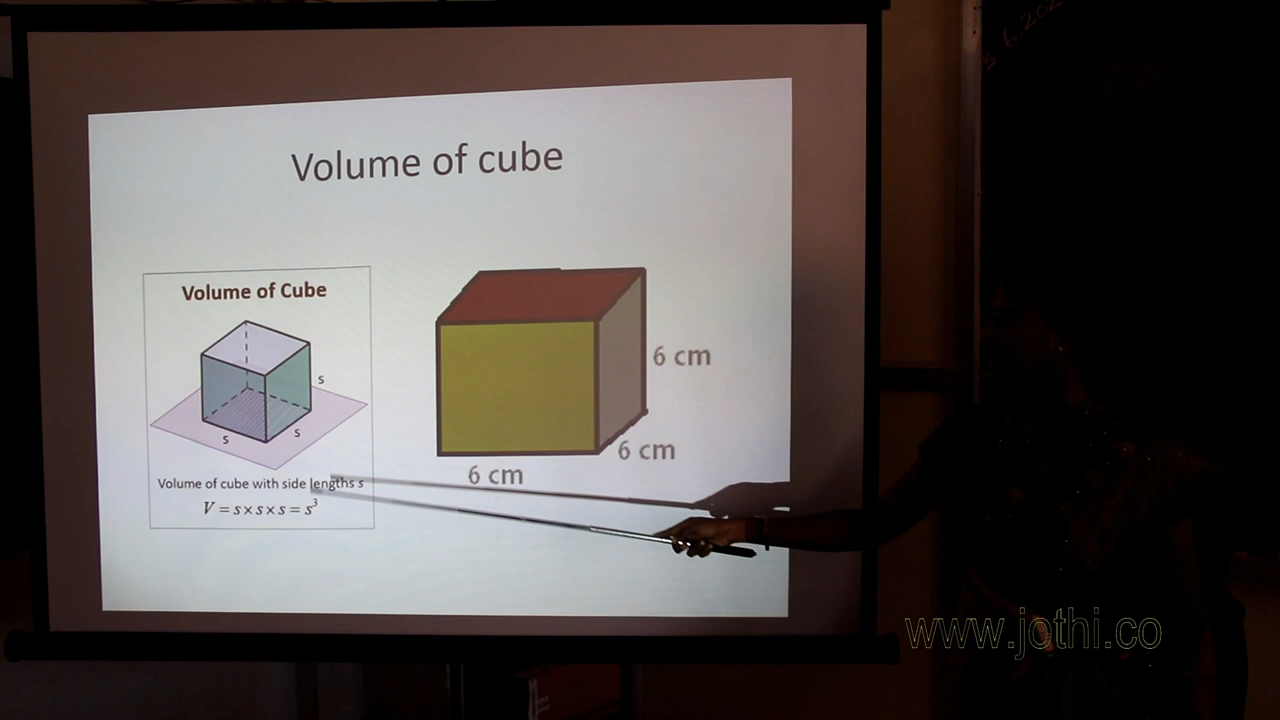 Volume of cube
Volume of Cube
s
s
s
Volume of cube with side lengths s
V = s×s×s = s³
6 cm
6 cm
6 cm
www.jothi.co